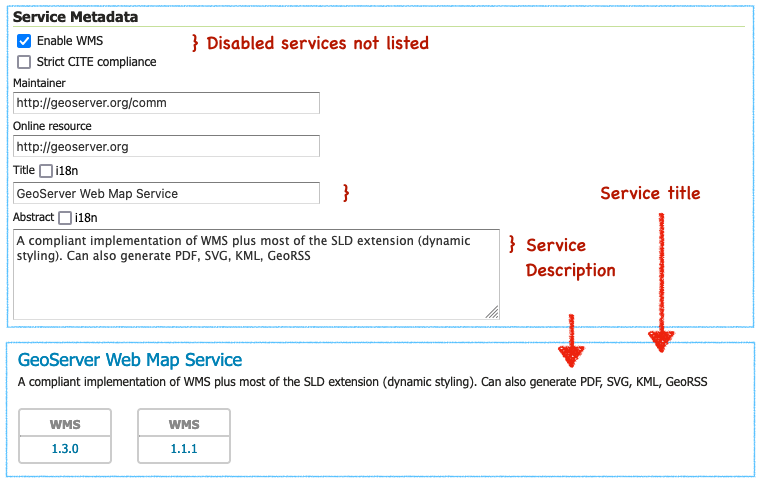 Service Metadata
Enable WMS
} Disabled services not listed
Strict CITE compliance
Maintainer
http://geoserver.org/comm
Online resource
http://geoserver.org
Title i18n
GeoServer Web Map Service
}
Service title
Abstract i18n
A compliant implementation of WMS plus most of the SLD extension (dynamic
styling). Can also generate PDF, SVG, KML, GeoRSS
} Service
Description
GeoServer Web Map Service
A compliant implementation of WMS plus most of the SLD extension (dynamic styling). Can also generate PDF, SVG, KML, GeoRSS
WMS WMS
1.3.0 1.1.1